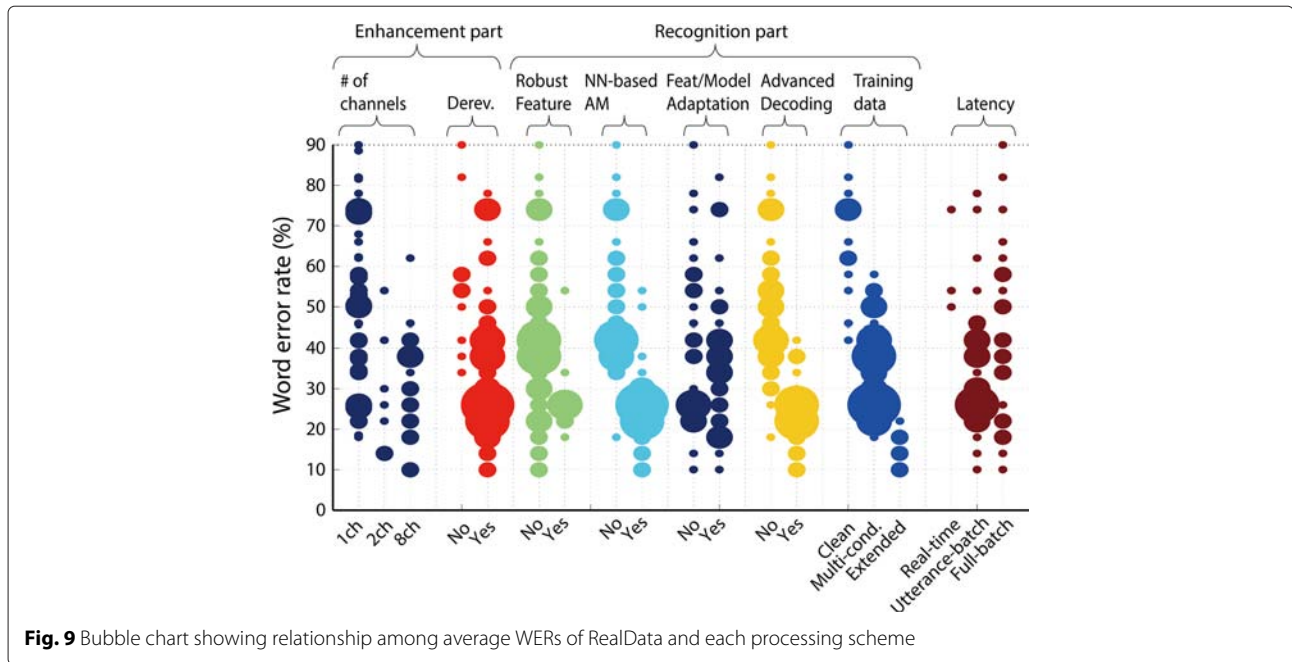 Enhancement part Recognition part
# of channels Derev. Robust Feature NN-based AM Feat/Model Adaptation Advanced Decoding Training data Latency
Word error rate (%)
90
80
70
60
50
40
30
20
10
0
1ch 2ch 8ch No Yes No Yes No Yes No Yes No Yes Clean Multi-cond. Extended Real-time Utterance-batch Full-batch
Fig. 9 Bubble chart showing relationship among average WERs of RealData and each processing scheme